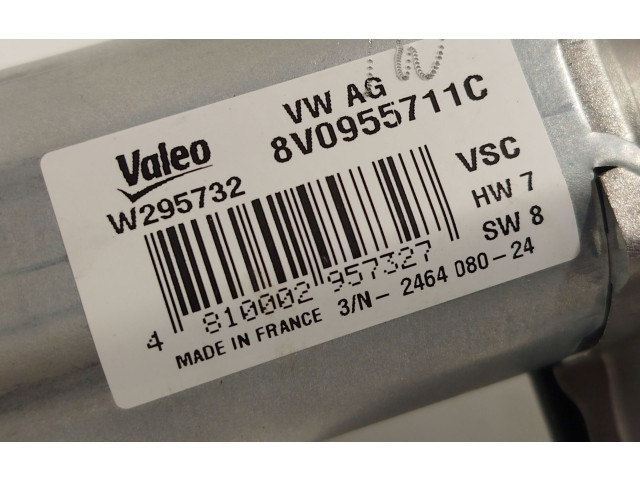 VW AG
Valeo
8V0955711C
W295732
VSC
HW 7
SW 8
4 810002 957327
MADE IN FRANCE 3/N- 2464 080-24